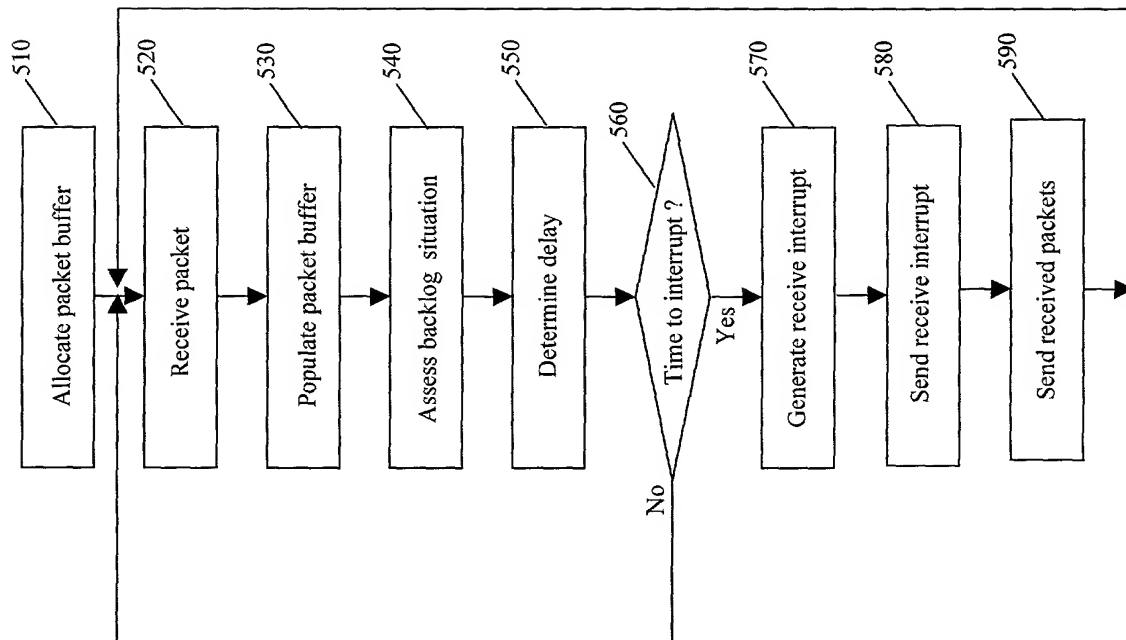 510
Allocate packet buffer
520
Receive packet
530
Populate packet buffer
540
Assess backlog situation
550
Determine delay
560
Time to interrupt ?
No
Yes
570
Generate receive interrupt
580
Send receive interrupt
590
Send received packets